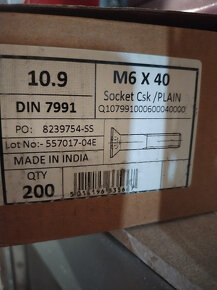 10.9
M6 X 40
DIN 7991
Socket Csk /PLAIN
Q107991000600040000
PO: 8239754-SS
Lot No:- 557017-04E
MADE IN INDIA
QTY
200